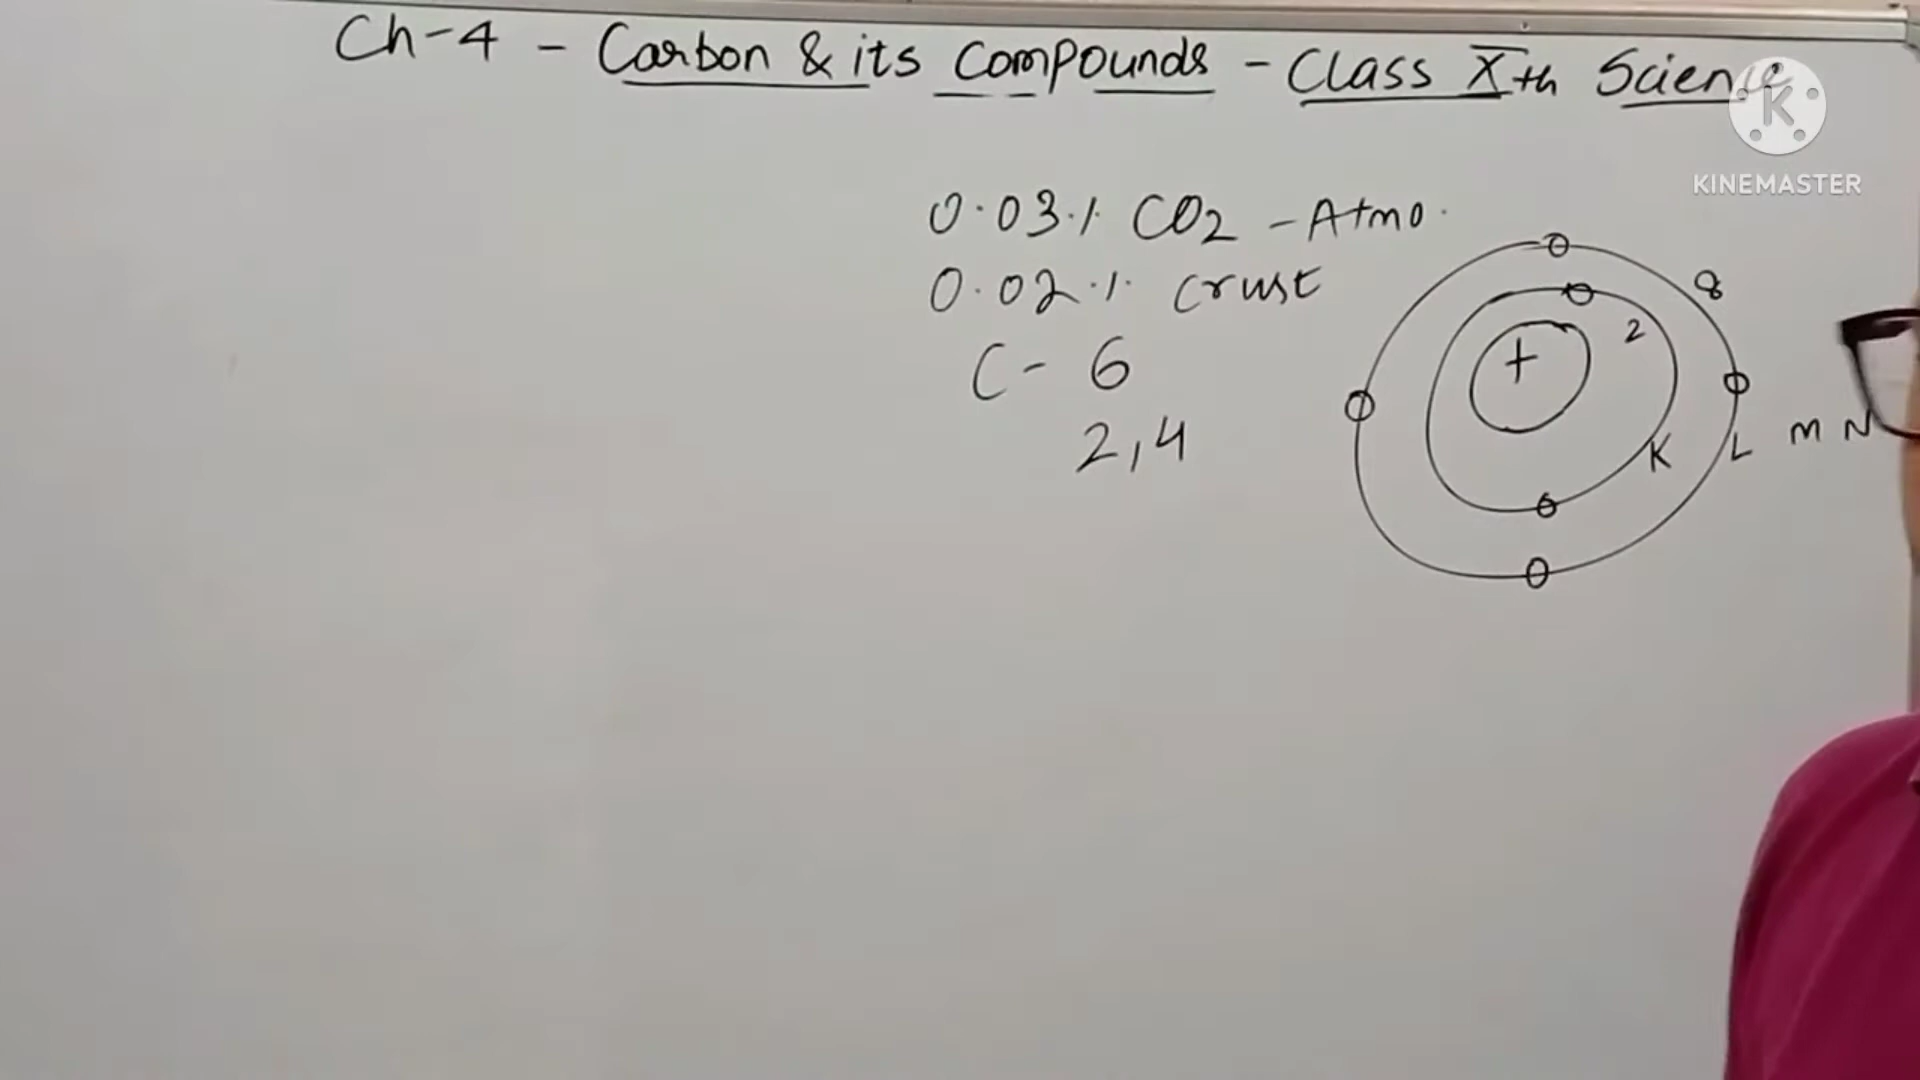 Ch-4 - Carbon & its Compounds - Class Xth Science
K
KINEMASTER
0.03% CO2 - Atmo.
0.02% Crust
C - 6
2,4
8
2
+
K L M N